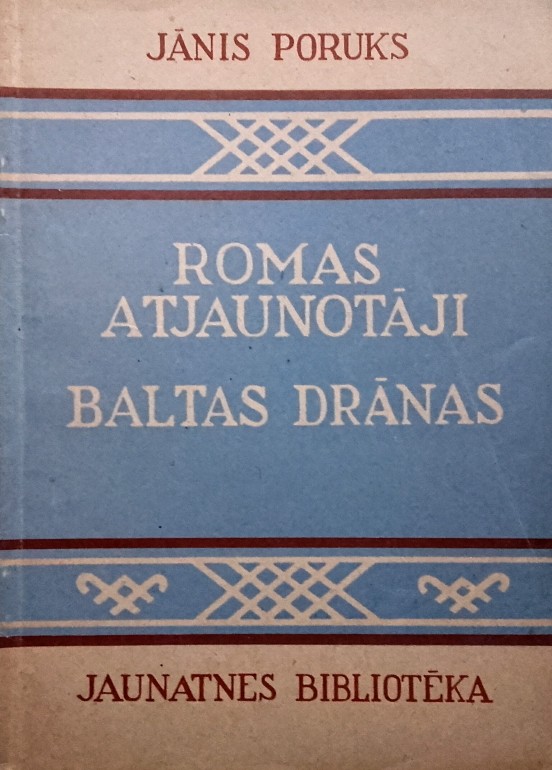 JĀNIS PORUKS
ROMAS
ATJAUNOTĀJI
BALTAS DRĀNAS
JAUNATNES BIBLIOTĒKA